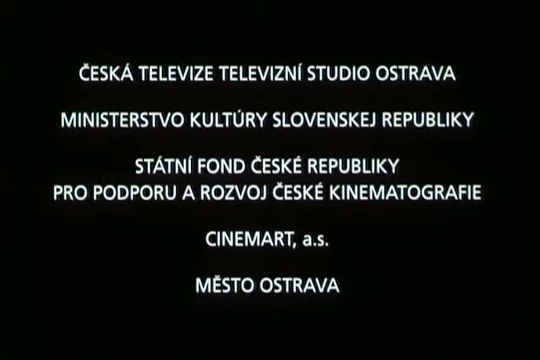 ČESKÁ TELEVIZE TELEVIZNÍ STUDIO OSTRAVA
MINISTERSTVO KULTÚRY SLOVENSKEJ REPUBLIKY
STÁTNÍ FOND ČESKÉ REPUBLIKY
PRO PODPORU A ROZVOJ ČESKÉ KINEMATOGRAFIE
CINEMART, a.s.
MĚSTO OSTRAVA